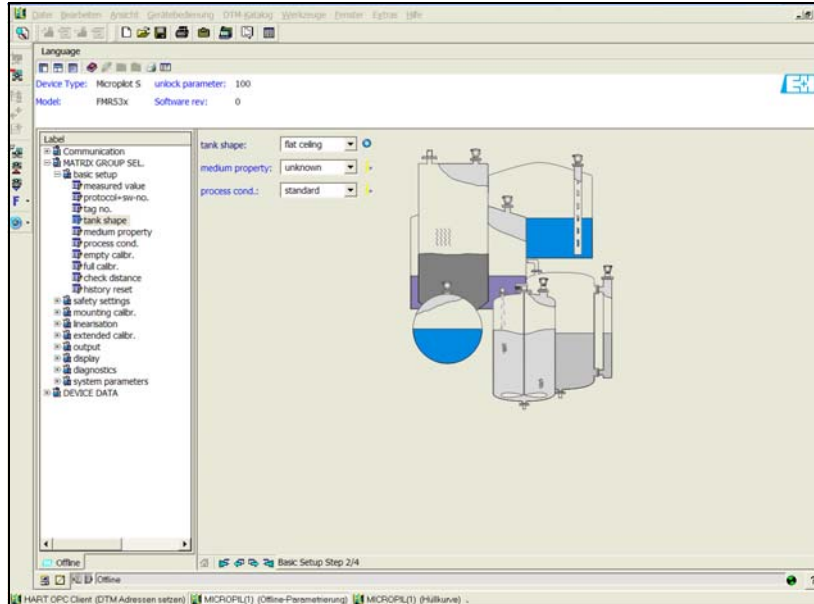 Datei Bearbeiten Ansicht Gerätebedienung DTM-Katalog Werkzeuge Fenster Extras Hilfe
Language
Device Type: Micropilot S unlock parameter: 100
Model: FMR53x Software rev: 0
E+H
Label
Communication
MATRIX GROUP SEL.
basic setup
measured value
protocol+sw-no.
tag no.
tank shape
medium property
process cond.
empty calibr.
full calibr.
check distance
history reset
safety settings
mounting calibr.
linearisation
extended calibr.
output
display
diagnostics
system parameters
DEVICE DATA
tank shape: flat ceiling
medium property: unknown
process cond.: standard
F
Offline
Basic Setup Step 2/4
Offline
HART OPC Client (DTM Adressen setzen) MICROPIL(1) (Offline-Parametrierung) MICROPIL(1) (Hüllkurve)